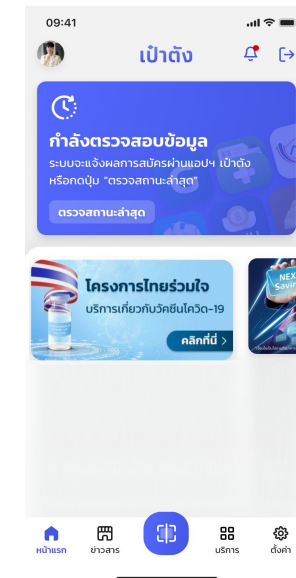 09:41
เป๋าตัง
กำลังตรวจสอบข้อมูล
ระบบจะแจ้งผลการสมัครผ่านแอปฯ เป๋าตัง
หรือกดปุ่ม "ตรวจสถานะล่าสุด"
ตรวจสถานะล่าสุด
โครงการไทยร่วมใจ
บริการเกี่ยวกับวัคซีนโควิด-19
คลิกที่นี่ >
NEX
Savin
หน้าแรก
ข่าวสาร
บริการ
ตั้งค่า